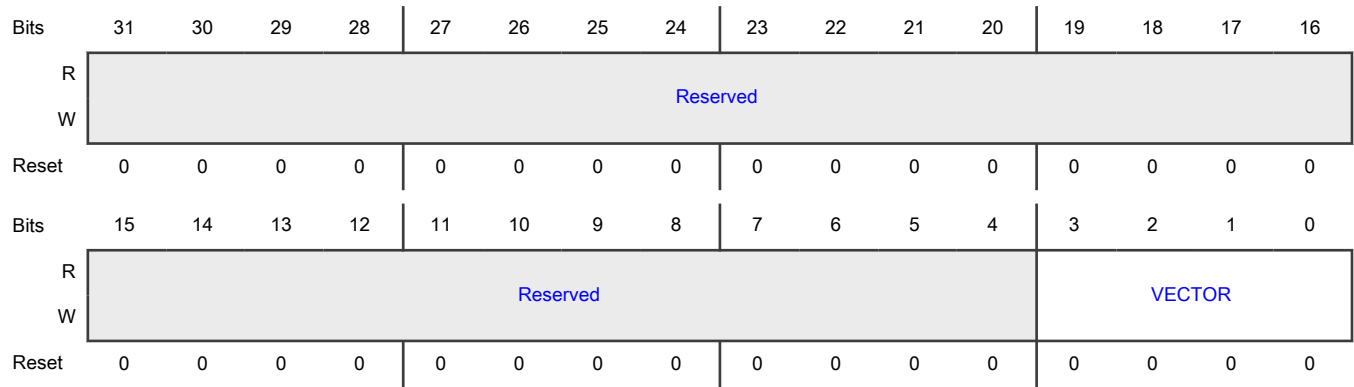 Bits 31 30 29 28 27 26 25 24 23 22 21 20 19 18 17 16
R
Reserved
W
Reset 0 0 0 0 0 0 0 0 0 0 0 0 0 0 0 0
Bits 15 14 13 12 11 10 9 8 7 6 5 4 3 2 1 0
R
Reserved VECTOR
W
Reset 0 0 0 0 0 0 0 0 0 0 0 0 0 0 0 0